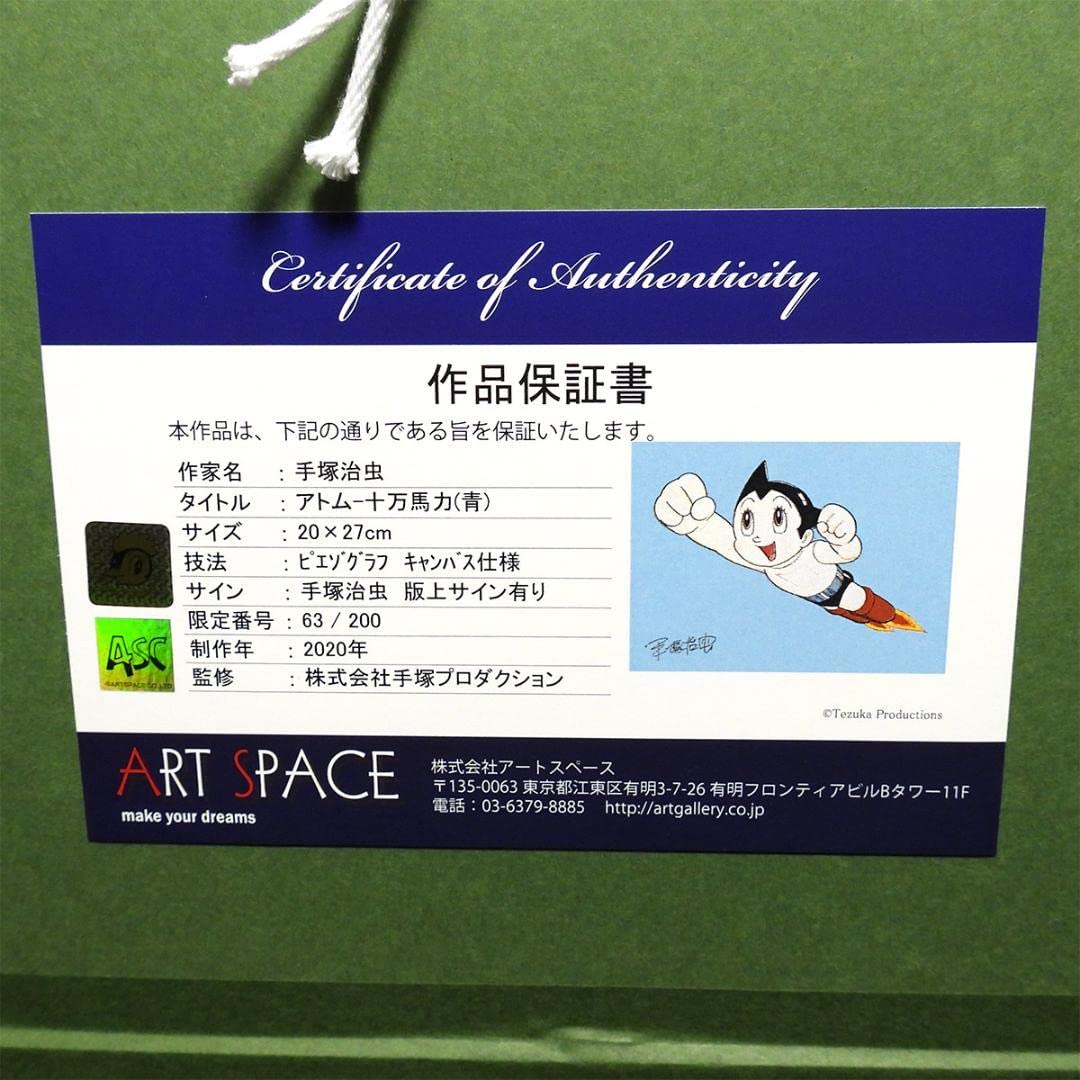 Certificate of Authenticity
作品保証書
本作品は、下記の通りである旨を保証いたします。
作家名 : 手塚治虫
タイトル : アトム-十万馬力(青)
サイズ : 20×27cm
技法 : ピエゾグラフ キャンバス仕様
サイン : 手塚治虫 版上サイン有り
限定番号 : 63 / 200
制作年 : 2020年
監修 : 株式会社手塚プロダクション
ASC
©ARTSPACE CO.,LTD
手塚治虫
©Tezuka Productions
ART SPACE
make your dreams
株式会社アートスペース
〒135-0063 東京都江東区有明3-7-26 有明フロンティアビルBタワー11F
電話：03-6379-8885 http://artgallery.co.jp